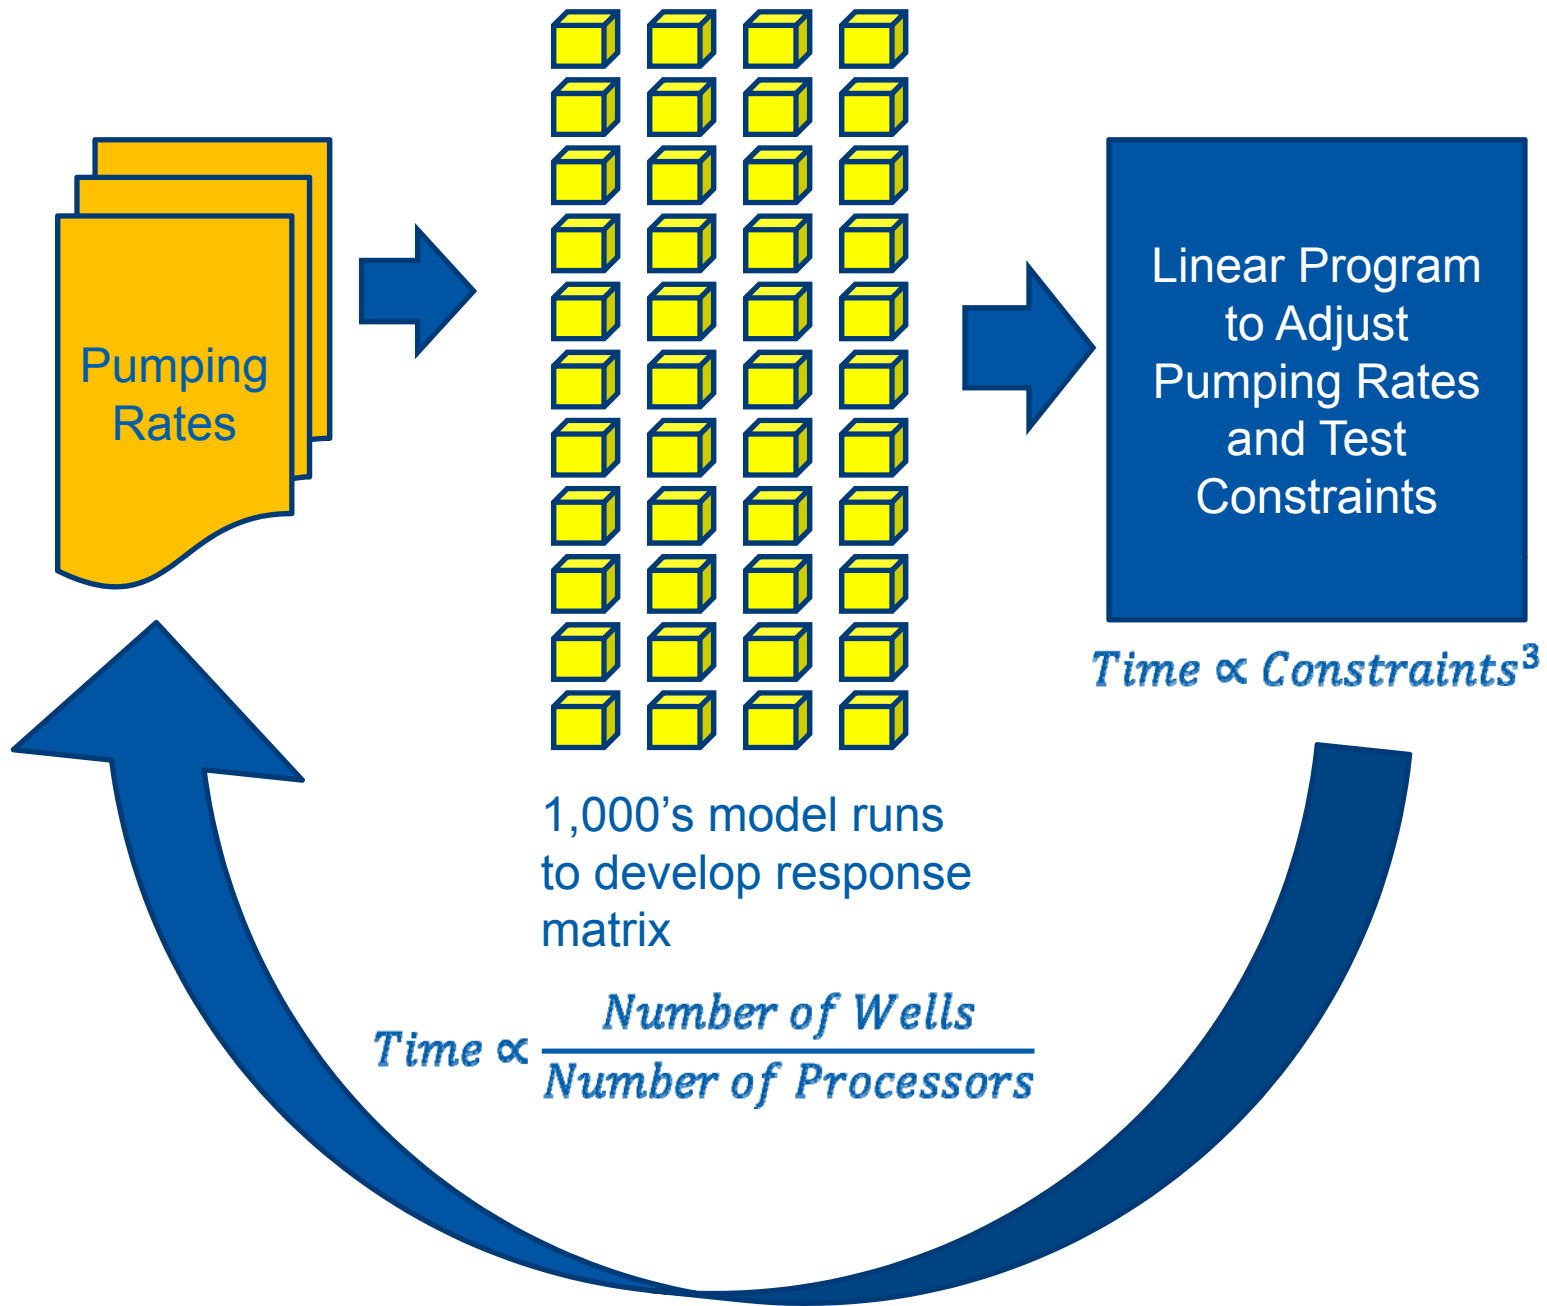 Pumping
Rates
Linear Program
to Adjust
Pumping Rates
and Test
Constraints
Time ∝ Constraints³
1,000’s model runs
to develop response
matrix
Time ∝ Number of Wells
Number of Processors